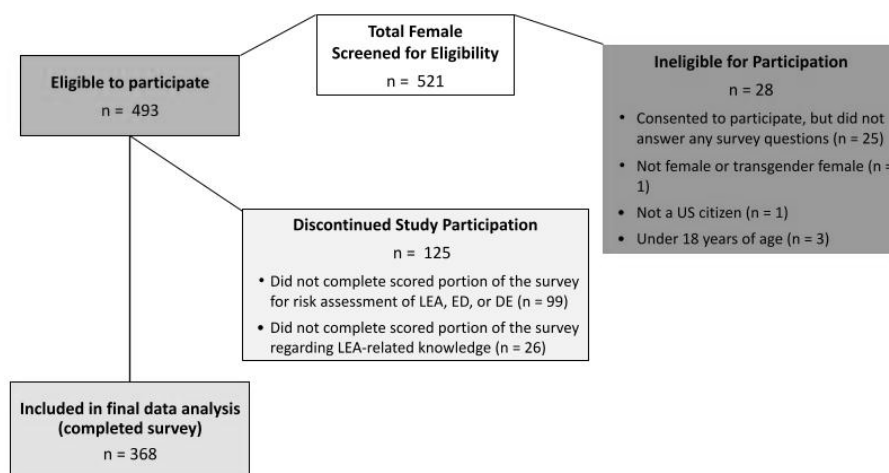 Total Female
Screened for Eligibility
n = 521
Eligible to participate
n = 493
Ineligible for Participation
n = 28
• Consented to participate, but did not
answer any survey questions (n = 25)
• Not female or transgender female (n =
1)
• Not a US citizen (n = 1)
• Under 18 years of age (n = 3)
Discontinued Study Participation
n = 125
• Did not complete scored portion of the survey
for risk assessment of LEA, ED, or DE (n = 99)
• Did not complete scored portion of the survey
regarding LEA-related knowledge (n = 26)
Included in final data analysis
(completed survey)
n = 368